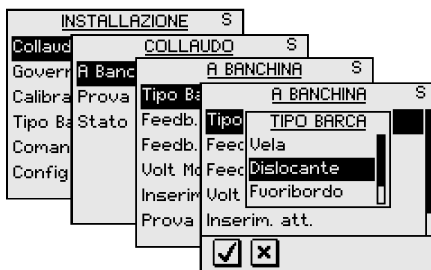 INSTALLAZIONE S
Collaud
Govern
Calibra
Tipo Ba
Coman
Config
COLLAUDO S
A Banc
Prova
Stato
A BANCHINA S
Tipo Ba
Feedb.
Feedb.
Volt Mo
Inserim
Prova
A BANCHINA S
Tipo
Feed
Feed
Volt
Inserim. att.
TIPO BARCA
Vela
Dislocante
Fuoribordo